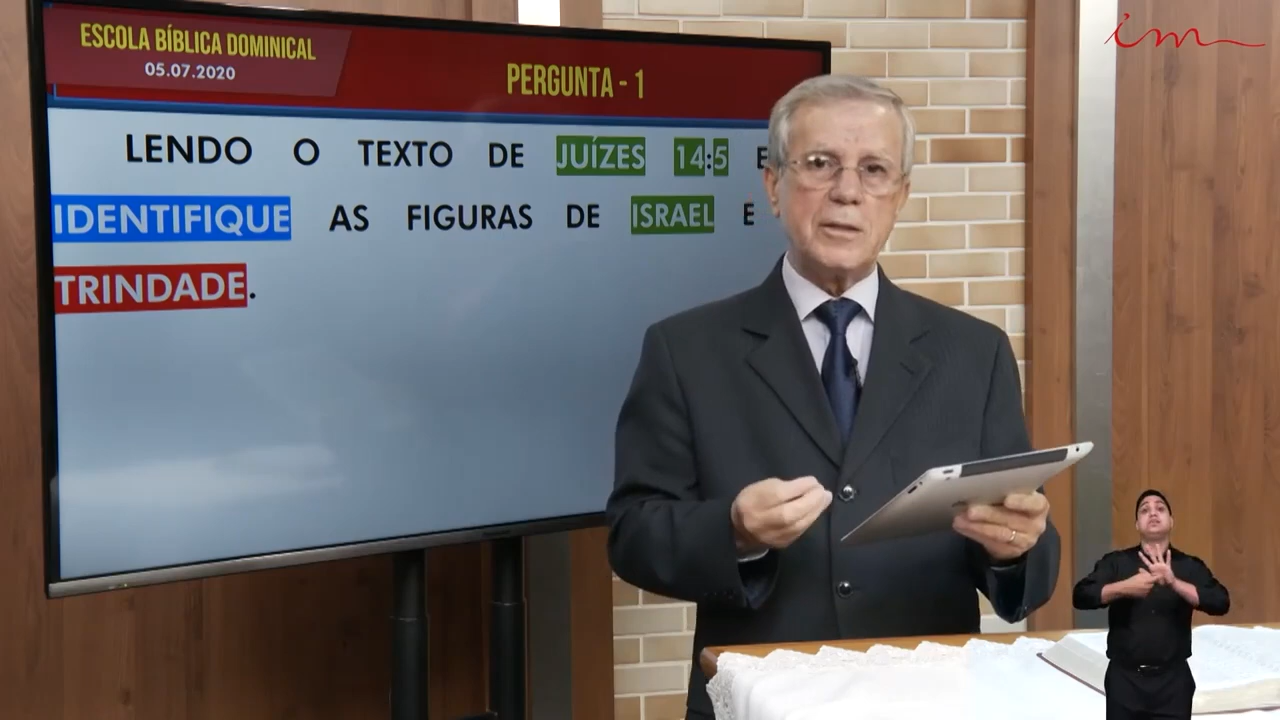 ESCOLA BÍBLICA DOMINICAL
05.07.2020
PERGUNTA - 1
LENDO O TEXTO DE JUÍZES 14:5 E
IDENTIFIQUE AS FIGURAS DE ISRAEL E
TRINDADE.
im